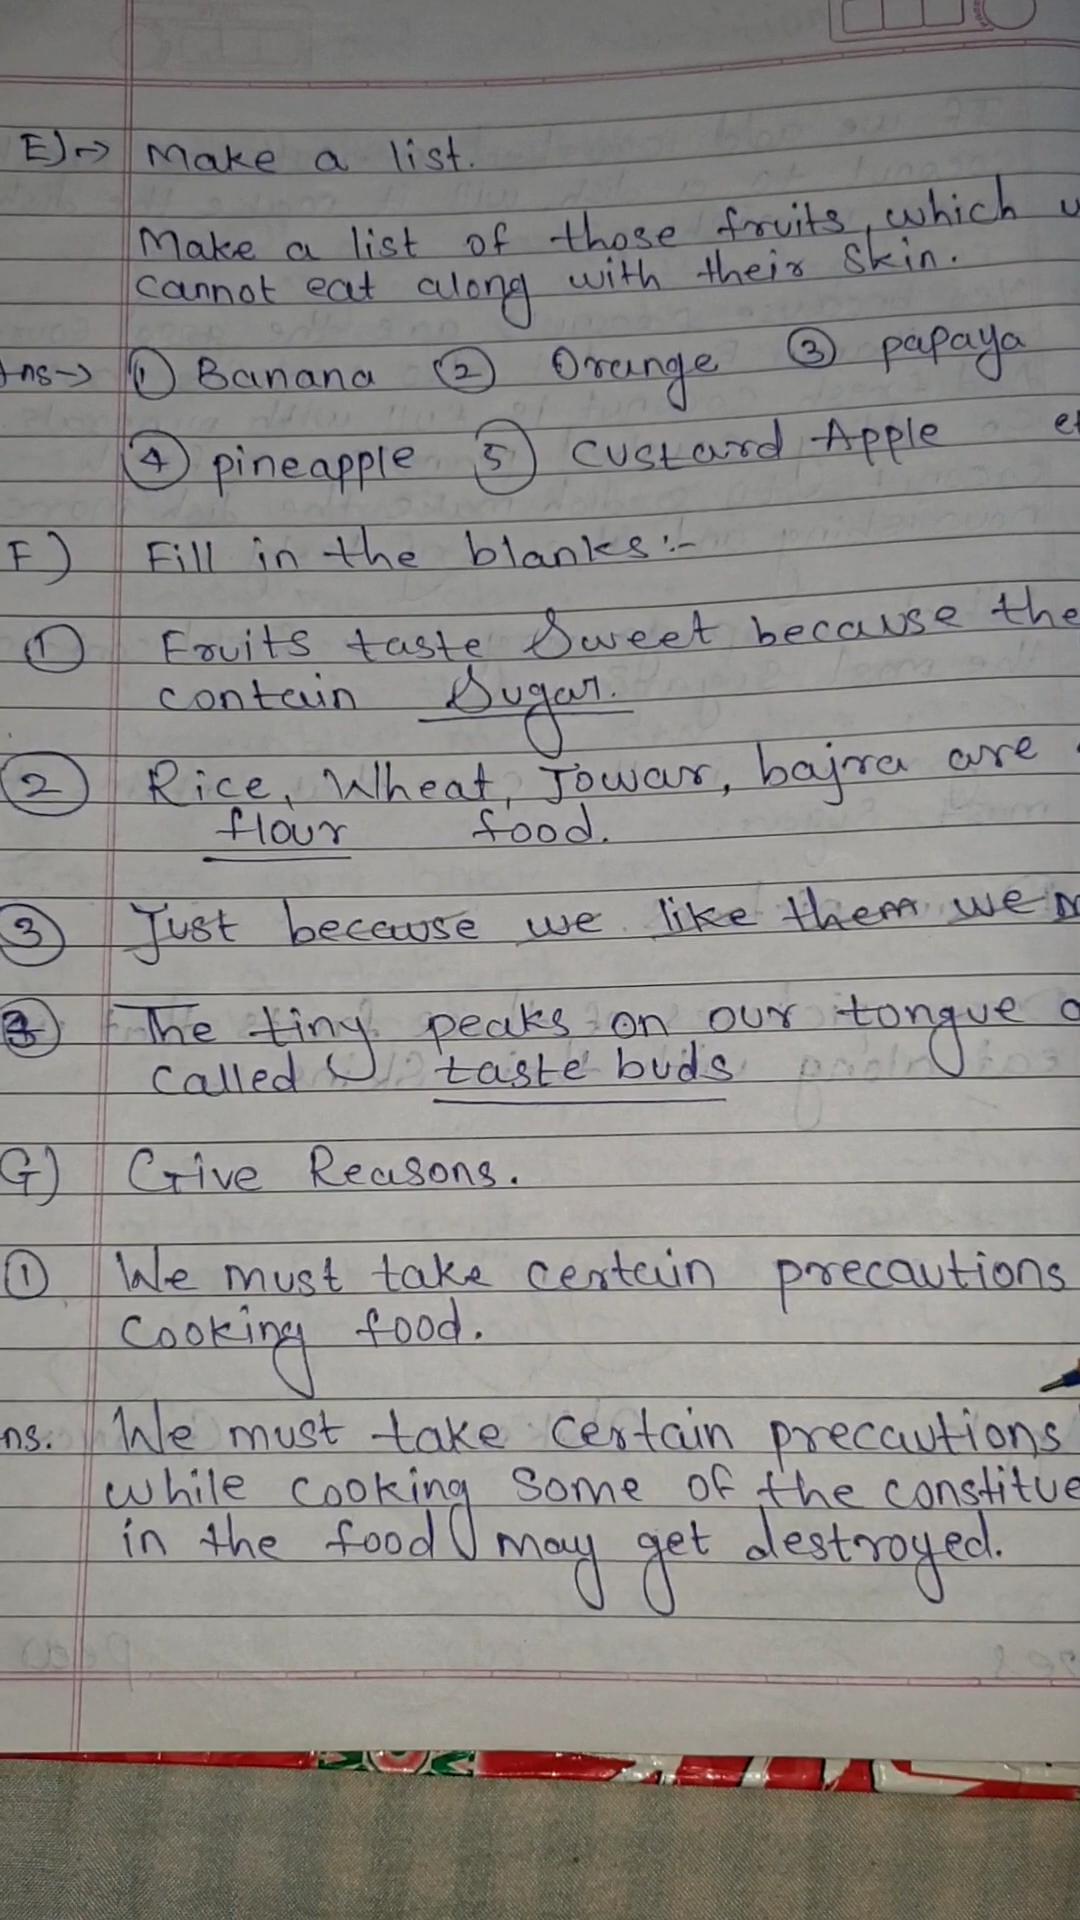 E) → Make a list.
Make a list of those fruits, which
cannot eat along with their skin.
Ans → ① Banana ② Orange ③ papaya
④ pineapple ⑤ Custard Apple
F) Fill in the blanks :-
① Fruits taste Sweet because the
contain Sugar.
② Rice, Wheat, Jowar, bajra are
flour food.
③ Just because we like them we
3 The tiny peaks on our tongue
called taste buds
G) Give Reasons.
① We must take certain precautions
cooking food.
ns. We must take certain precautions
while cooking some of the constitue
in the food may get destroyed.